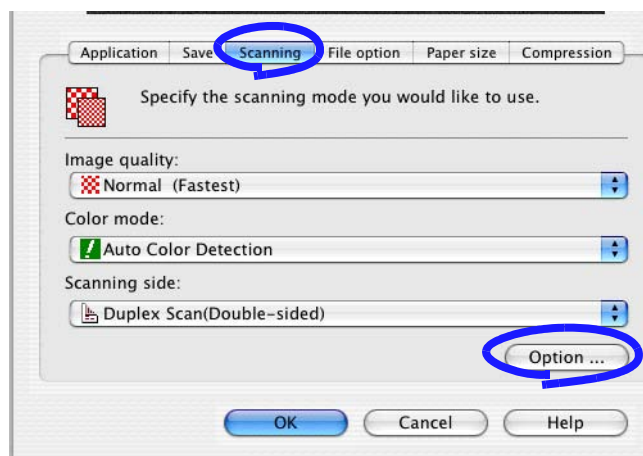 Application Save Scanning File option Paper size Compression
Specify the scanning mode you would like to use.
Image quality:
Normal (Fastest)
Color mode:
Auto Color Detection
Scanning side:
Duplex Scan(Double-sided)
Option ...
OK Cancel Help